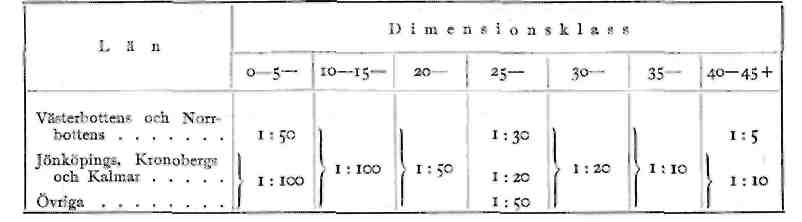 Dimensionsklass
Län
0—5— 10—15— 20— 25— 30— 35— 40—45+
Västerbottens och Norr-
bottens . . . . . . . 1 : 50 1 : 30 1 : 5
Jönköpings, Kronobergs
1 : 100 1 : 50 1 : 20 1 : 10
och Kalmar . . . . . 1 : 100 1 : 20 1 : 10
Övriga . . . . . . . . 1 : 50